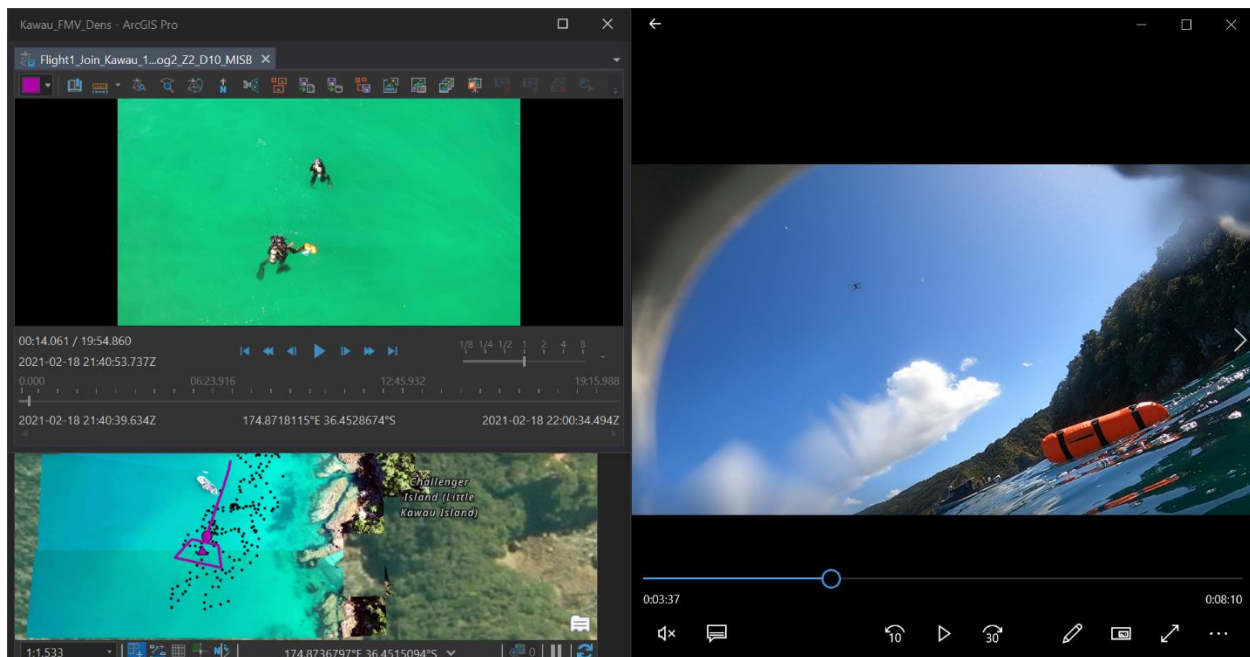 Kawau_FMV_Dens - ArcGIS Pro
Flight1_Join_Kawau_1...og2_Z2_D10_MISB
N
00:14.061 / 19:54.860
1/8 1/4 1/2 1 2 4 8
2021-02-18 21:40:53.737Z
0.000 06:23.916 12:45.932 19:15.988
2021-02-18 21:40:39.634Z 174.8718115°E 36.4528674°S 2021-02-18 22:00:34.494Z
Challenger
Island (Little
Kawau Island)
1:1,533 N 174.8736797°E 36.4515094°S 0
0:03:37 0:08:10
10 30